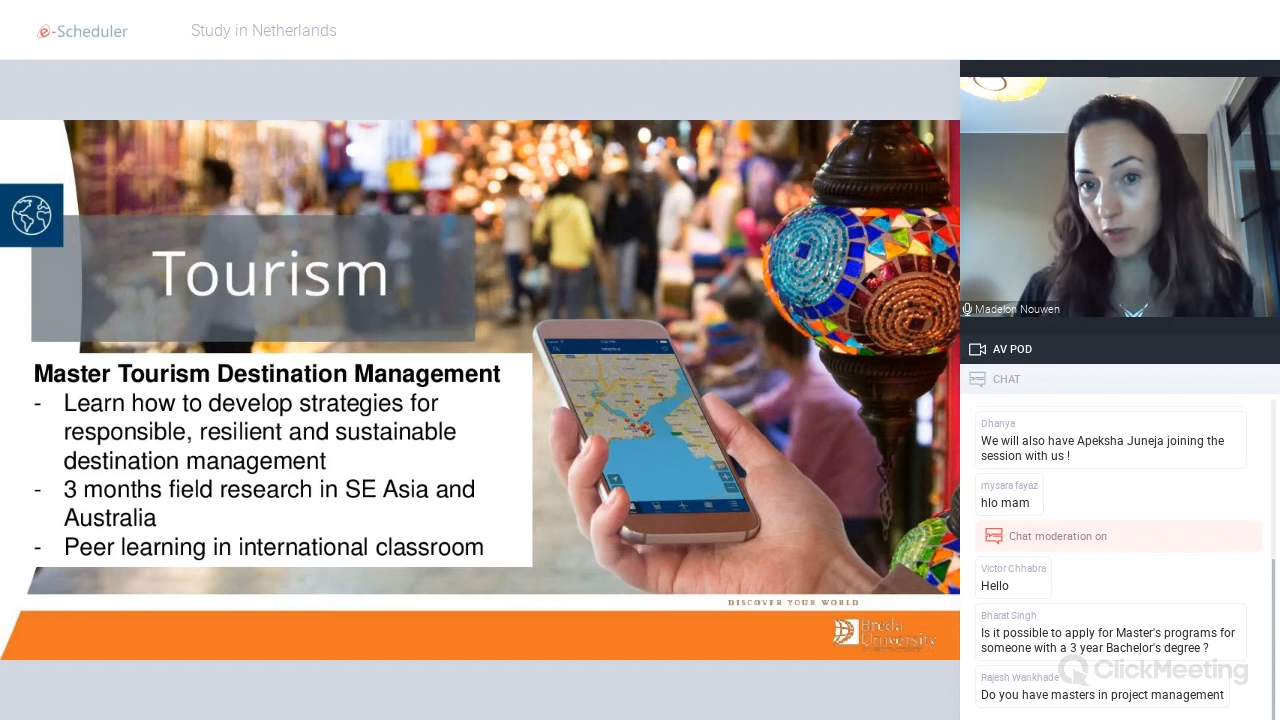 e-Scheduler
Study in Netherlands
Tourism
Master Tourism Destination Management
- Learn how to develop strategies for
responsible, resilient and sustainable
destination management
- 3 months field research in SE Asia and
Australia
- Peer learning in international classroom
DISCOVER YOUR WORLD
Breda
University
Madelon Nouwen
AV POD
CHAT
Dhanya
We will also have Apeksha Juneja joining the
session with us !
mysara fayaz
hlo mam
Chat moderation on
Victor Chhabra
Hello
Bharat Singh
Is it possible to apply for Master's programs for
someone with a 3 year Bachelor's degree ?
ClickMeeting
Rajesh Wankhade
Do you have masters in project management